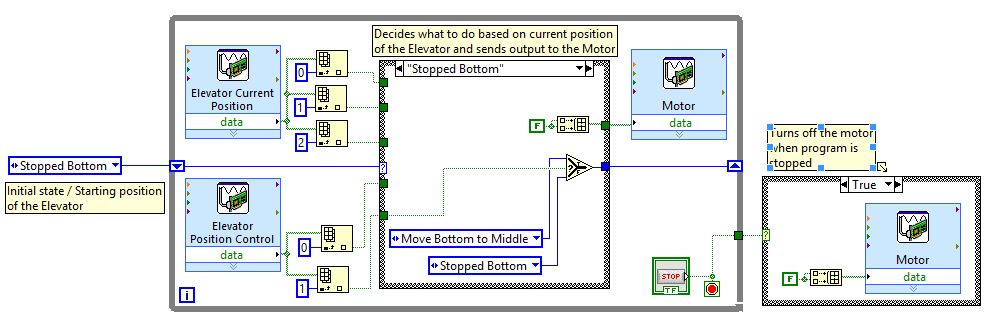 Decides what to do based on current position
of the Elevator and sends output to the Motor
Elevator Current
Position
data
0
1
2
"Stopped Bottom"
Motor
data
F
Stopped Bottom
?
Initial state / Starting position
of the Elevator
Elevator
Position Control
data
0
1
Move Bottom to Middle
Stopped Bottom
i
STOP
TF
Turns off the motor
when program is
stopped
True
?
Motor
data
F